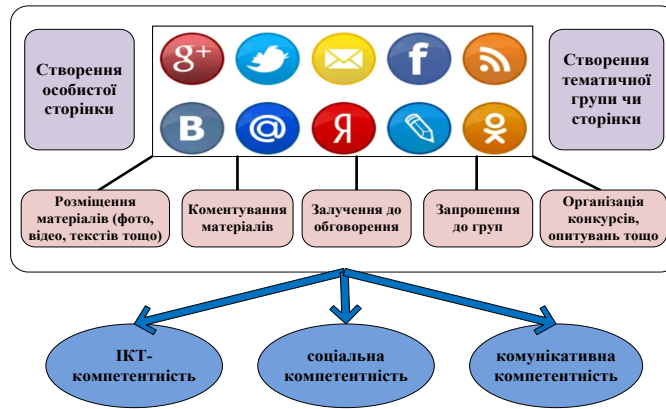 Створення
особистої
сторінки
g+
f
Створення
тематичної
групи чи
сторінки
B
@
Я
Розміщення
матеріалів (фото,
відео, текстів тощо)
Коментування
матеріалів
Залучення до
обговорення
Запрошення
до груп
Організація
конкурсів,
опитувань тощо
ІКТ-
компетентність
соціальна
компетентність
комунікативна
компетентність